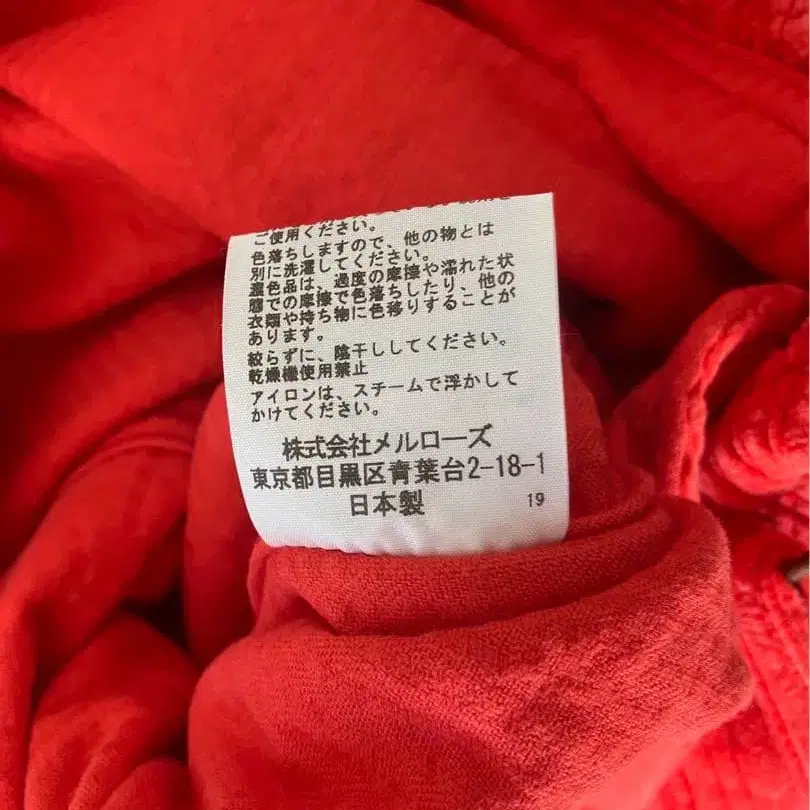 ご使用ください。
色落ちしますので、他の物とは
別に洗濯してください。
濃色品は、過度の摩擦や濡れた状
態での摩擦で色落ちしたり、他の
衣類や持ち物に色移りすることが
あります。
絞らずに、陰干ししてください。
乾燥機使用禁止
アイロンは、スチームで浮かして
かけてください。
株式会社メルローズ
東京都目黒区青葉台2-18-1
日本製
19